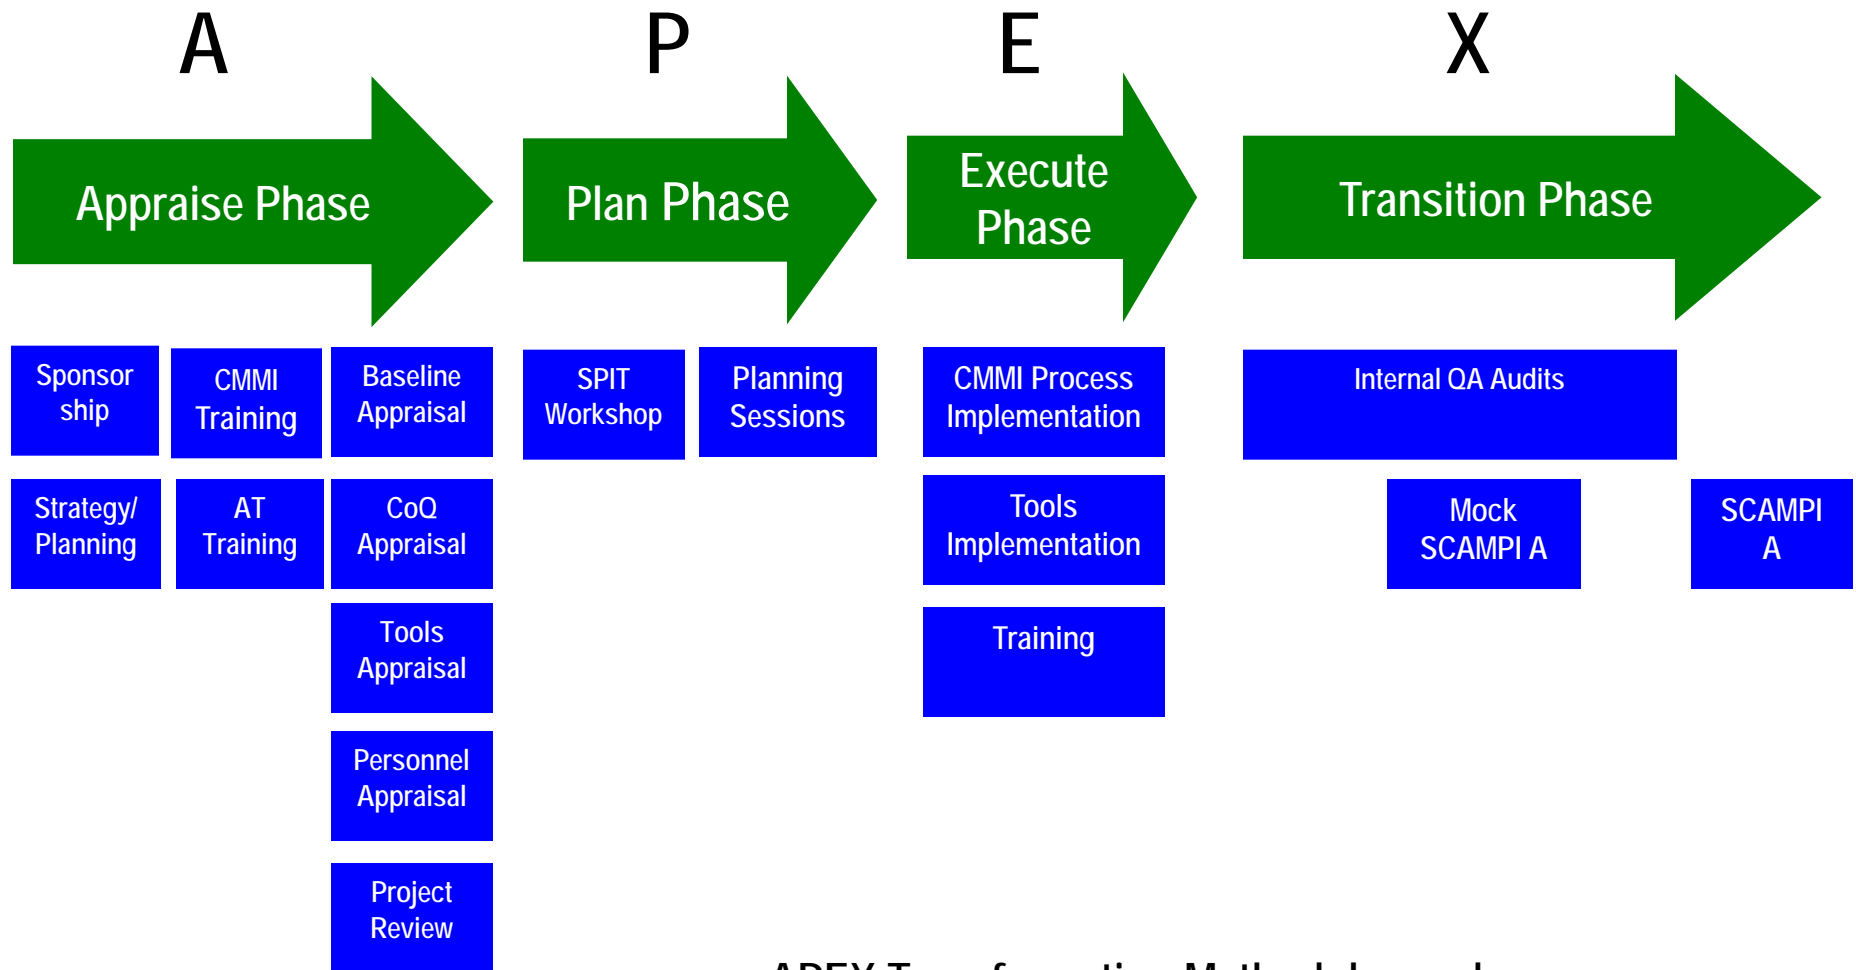 A
P
E
X
Appraise Phase
Plan Phase
Execute
Phase
Transition Phase
Sponsor
ship
CMMI
Training
Baseline
Appraisal
SPIT
Workshop
Planning
Sessions
CMMI Process
Implementation
Internal QA Audits
Strategy/
Planning
AT
Training
CoQ
Appraisal
Tools
Implementation
Mock
SCAMPI A
SCAMPI
A
Tools
Appraisal
Training
Personnel
Appraisal
Project
Review
APEX Transformation